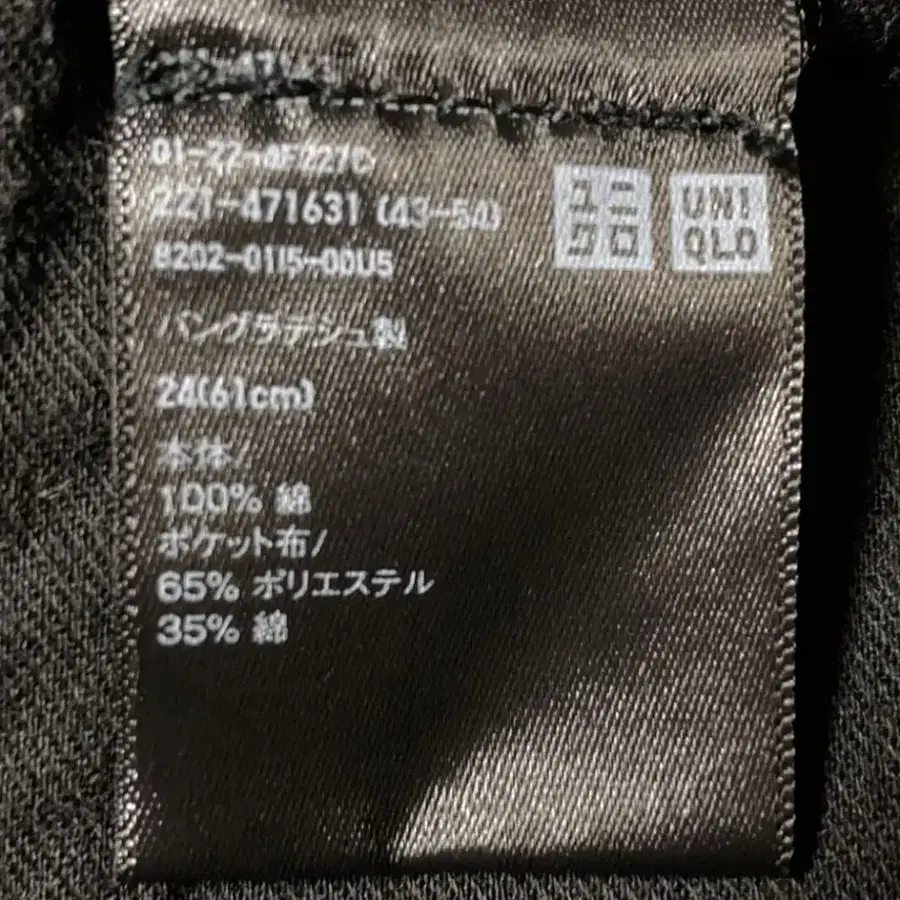 221-471631 (43-54)
8202-0115-00U5
ユニ
クロ
UNI
QLO
バングラデシュ製
24(61cm)
本体/
100% 綿
ポケット布/
65% ポリエステル
35% 綿